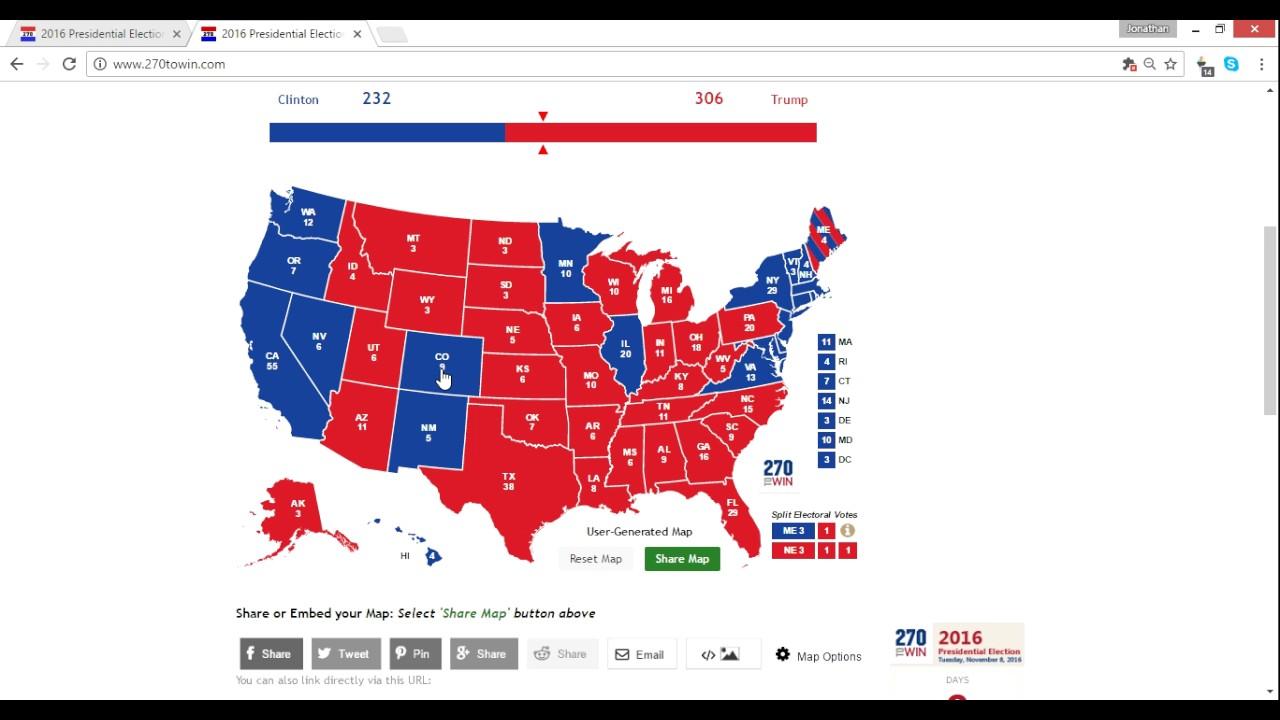 2016 Presidential Electio
2016 Presidential Electio
Jonathan
www.270towin.com
14
Clinton 232 306 Trump
WA
12
OR
7
CA
55
NV
6
ID
4
MT
3
WY
3
UT
6
CO
9
AZ
11
NM
5
ND
3
SD
3
NE
5
KS
6
OK
7
TX
38
MN
10
IA
6
MO
10
AR
6
LA
8
WI
10
IL
20
MI
16
IN
11
OH
18
KY
8
TN
11
MS
6
AL
9
GA
16
FL
29
SC
9
NC
15
VA
13
WV
5
PA
20
NY
29
VT
3
4
NH
ME
4
AK
3
HI 4
11 MA
4 RI
7 CT
14 NJ
3 DE
10 MD
3 DC
270
TO WIN
Split Electoral Votes
ME 3 1 i
NE 3 1 1
User-Generated Map
Reset Map Share Map
Share or Embed your Map: Select 'Share Map' button above
Share Tweet Pin Share Share Email </> Map Options
You can also link directly via this URL:
270
TO WIN
2016
Presidential Election
Tuesday, November 8, 2016
DAYS